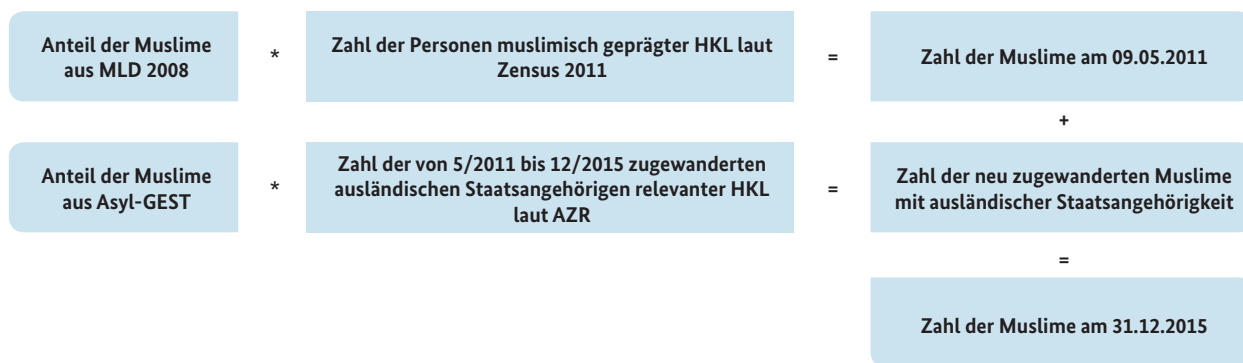 Anteil der Muslime
aus MLD 2008
*
Zahl der Personen muslimisch geprägter HKL laut
Zensus 2011
=
Zahl der Muslime am 09.05.2011
+
Anteil der Muslime
aus Asyl-GEST
*
Zahl der von 5/2011 bis 12/2015 zugewanderten
ausländischen Staatsangehörigen relevanter HKL
laut AZR
=
Zahl der neu zugewanderten Muslime
mit ausländischer Staatsangehörigkeit
=
Zahl der Muslime am 31.12.2015